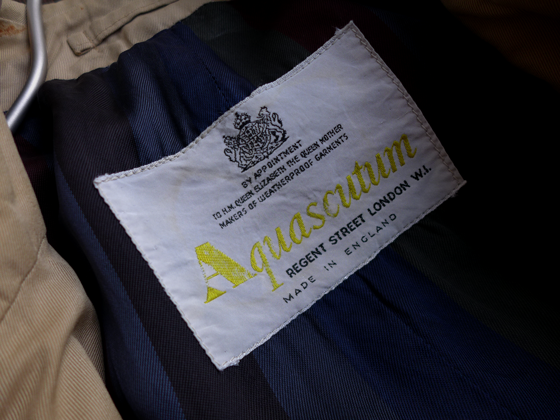 BY APPOINTMENT
TO H.M. QUEEN ELIZABETH THE QUEEN MOTHER
MAKERS OF WEATHERPROOF GARMENTS
Aquascutum
REGENT STREET LONDON W.1.
MADE IN ENGLAND